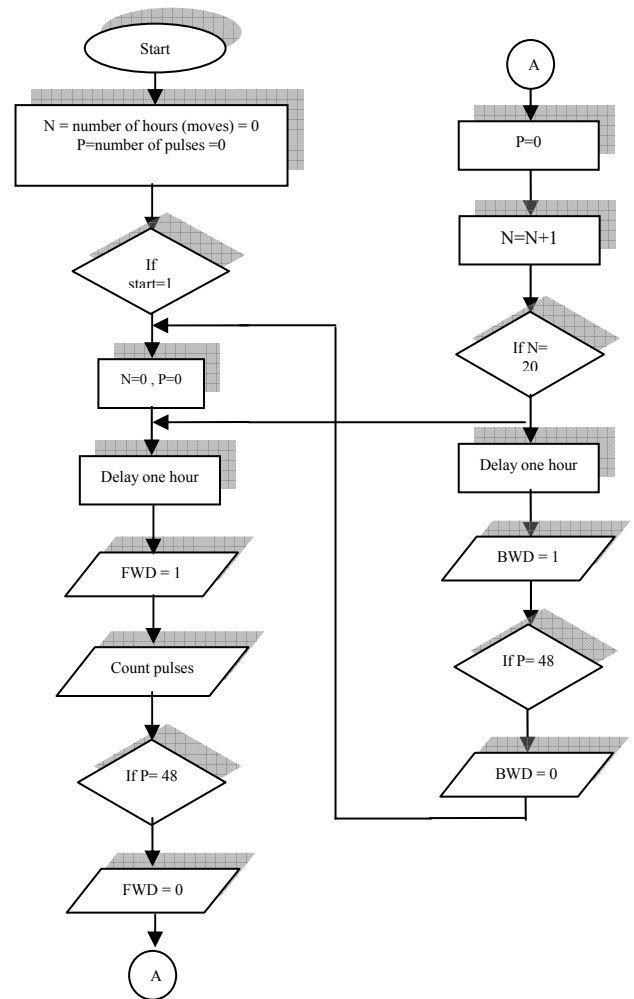 Start
N = number of hours (moves) = 0
P=number of pulses =0
If
start=1
N=0 , P=0
Delay one hour
FWD = 1
Count pulses
If P= 48
FWD = 0
A
A
P=0
N=N+1
If N=
20
Delay one hour
BWD = 1
If P= 48
BWD = 0